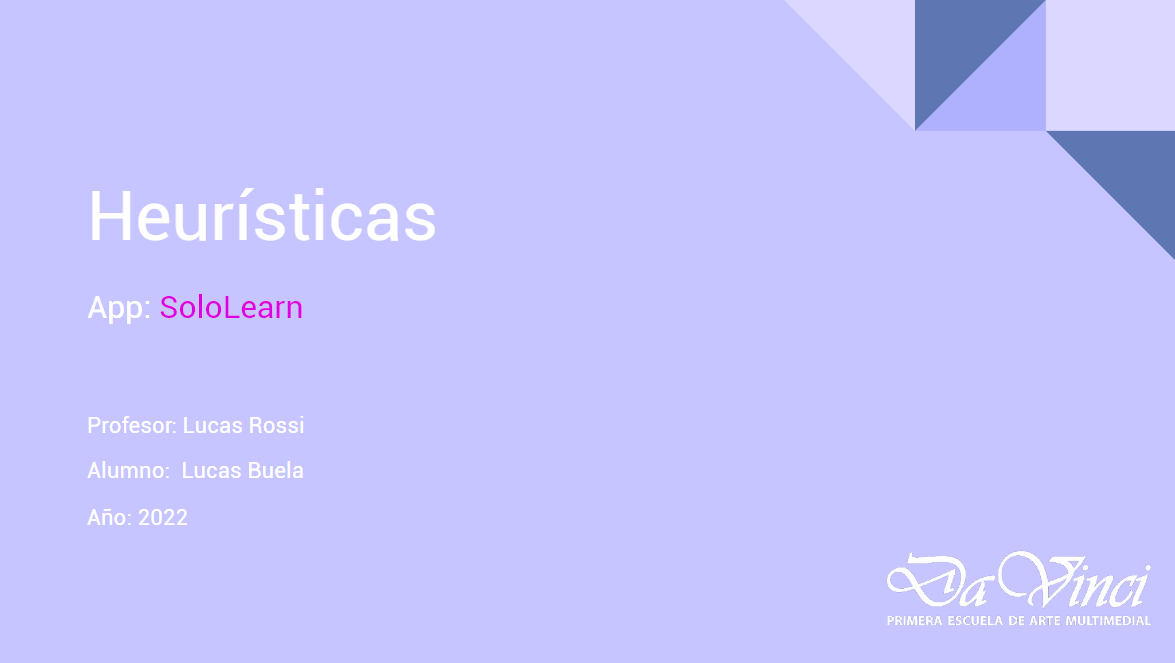 Heurísticas
App: SoloLearn
Profesor: Lucas Rossi
Alumno:  Lucas Buela
Año: 2022
Da Vinci
PRIMERA ESCUELA DE ARTE MULTIMEDIAL